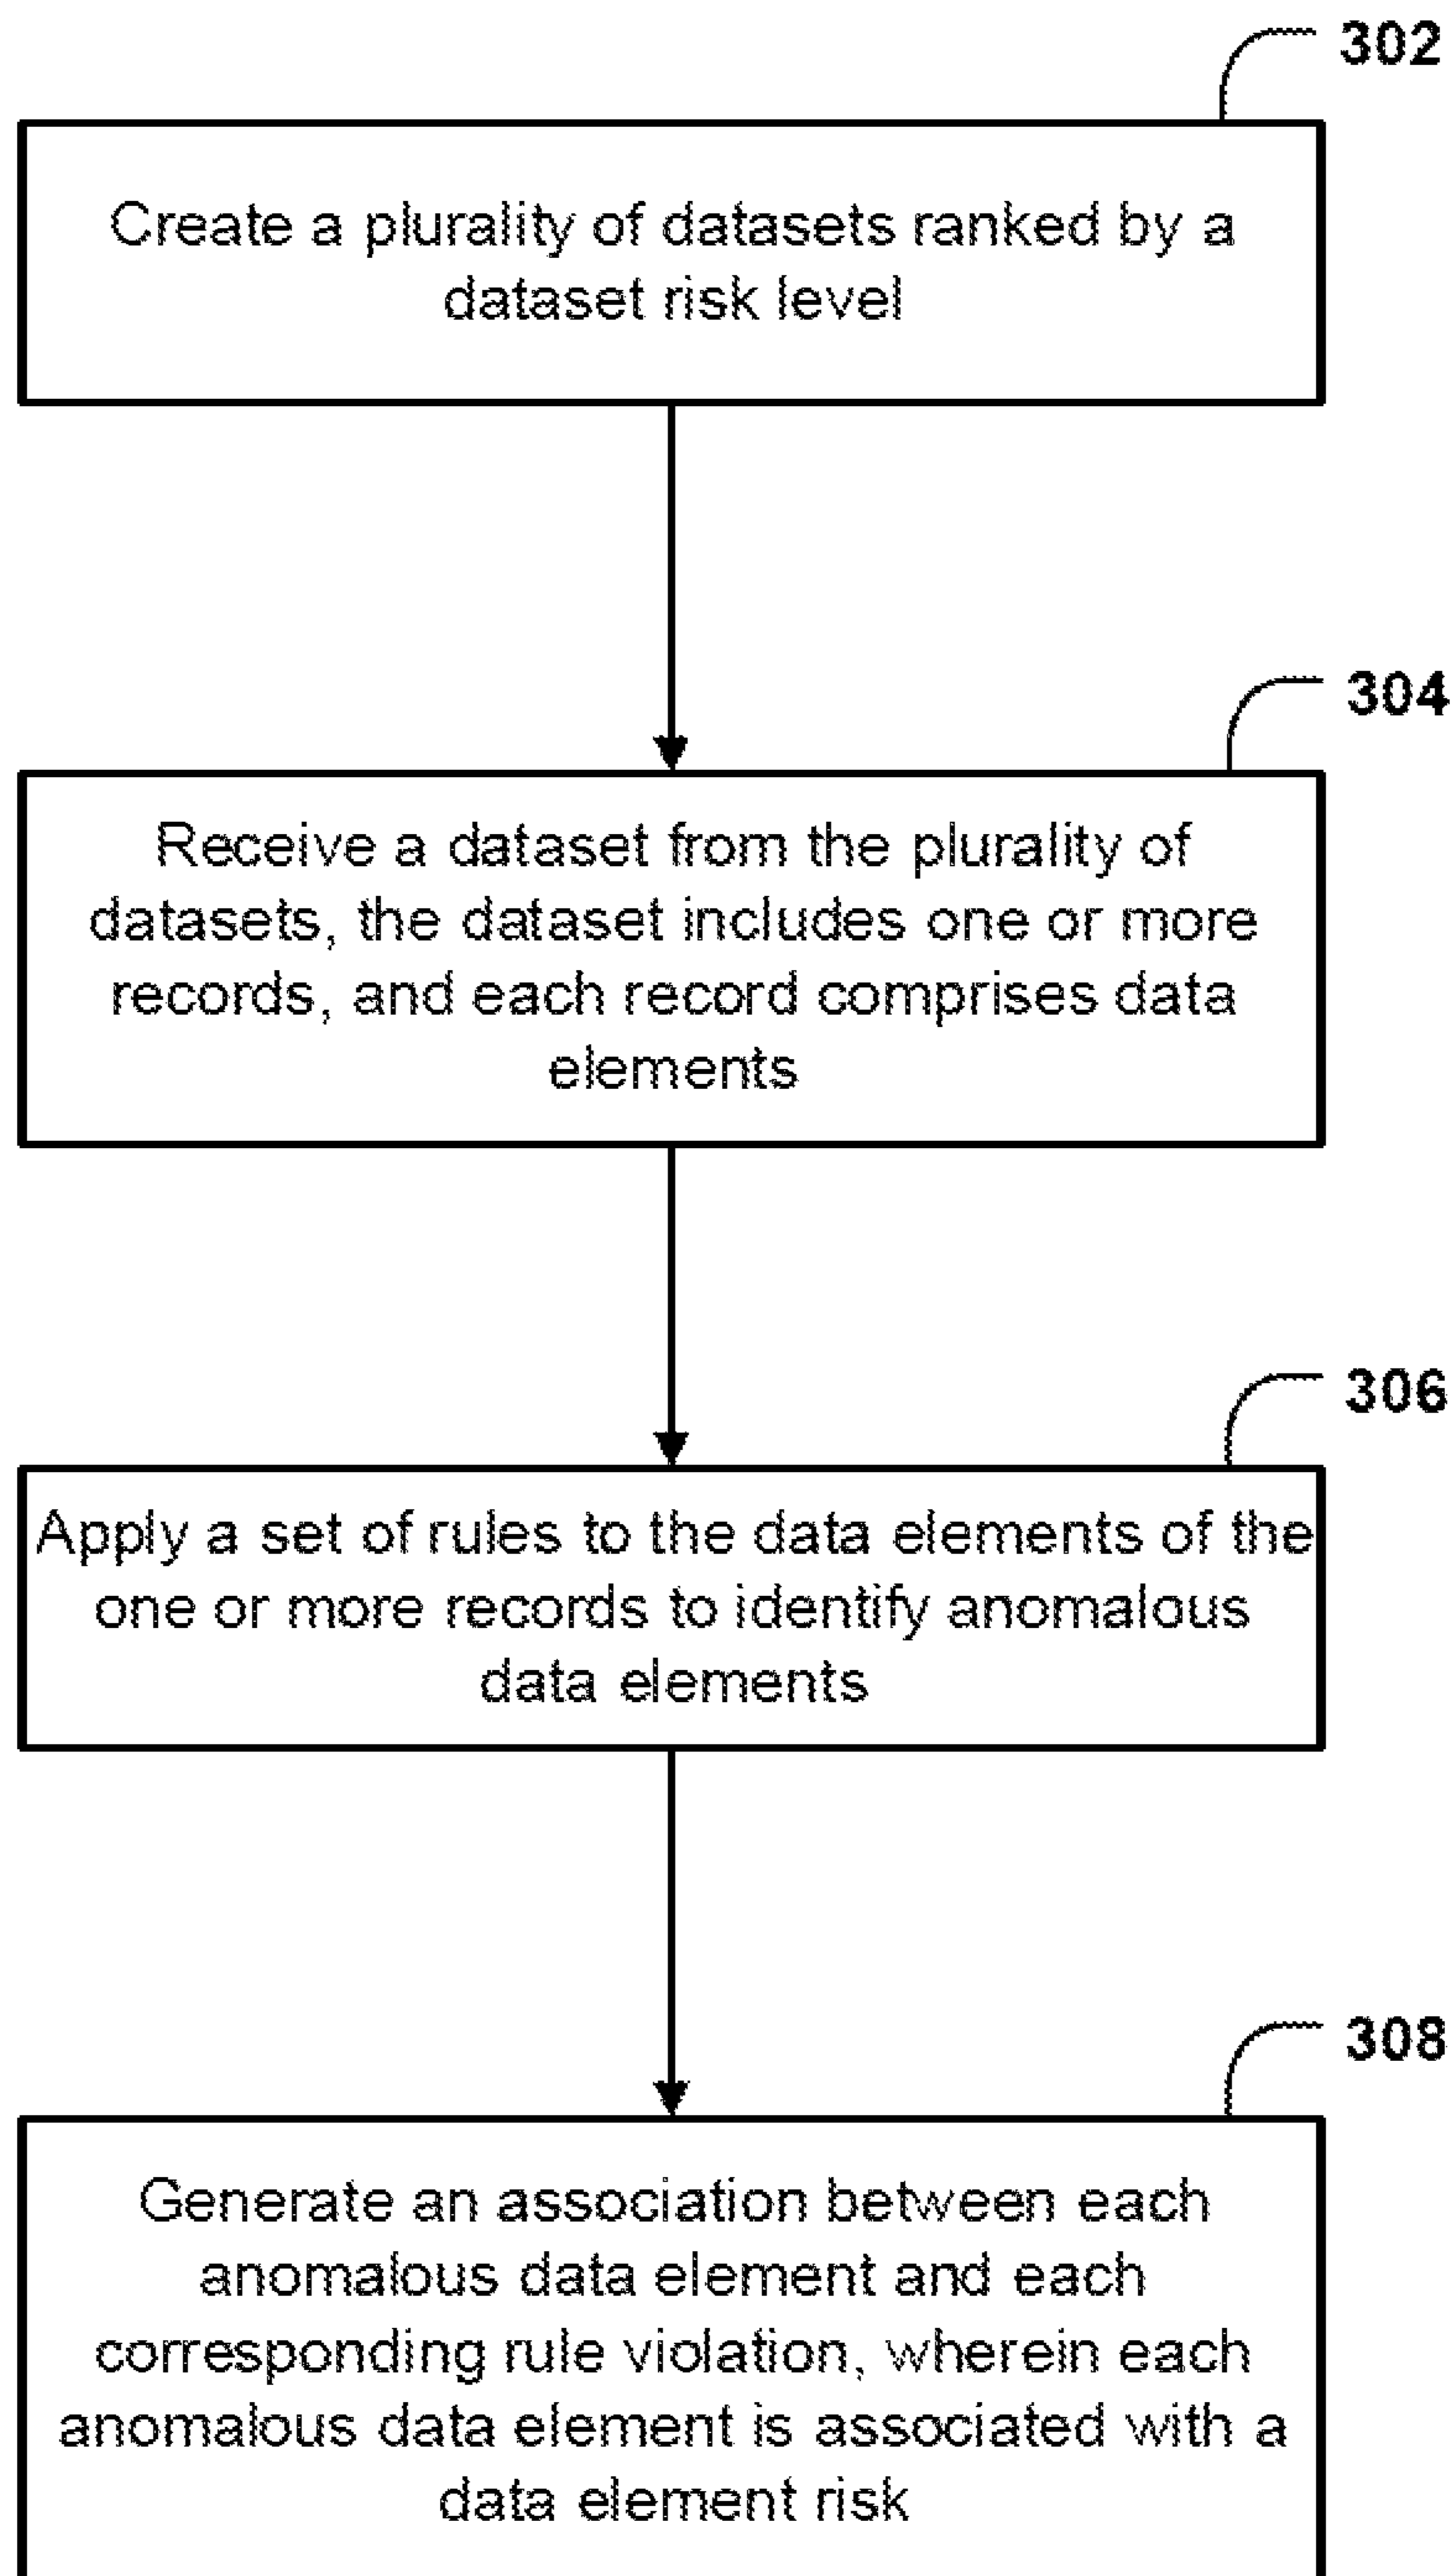 302
Create a plurality of datasets ranked by a
dataset risk level
304
Receive a dataset from the plurality of
datasets, the dataset includes one or more
records, and each record comprises data
elements
306
Apply a set of rules to the data elements of the
one or more records to identify anomalous
data elements
308
Generate an association between each
anomalous data element and each
corresponding rule violation, wherein each
anomalous data element is associated with a
data element risk